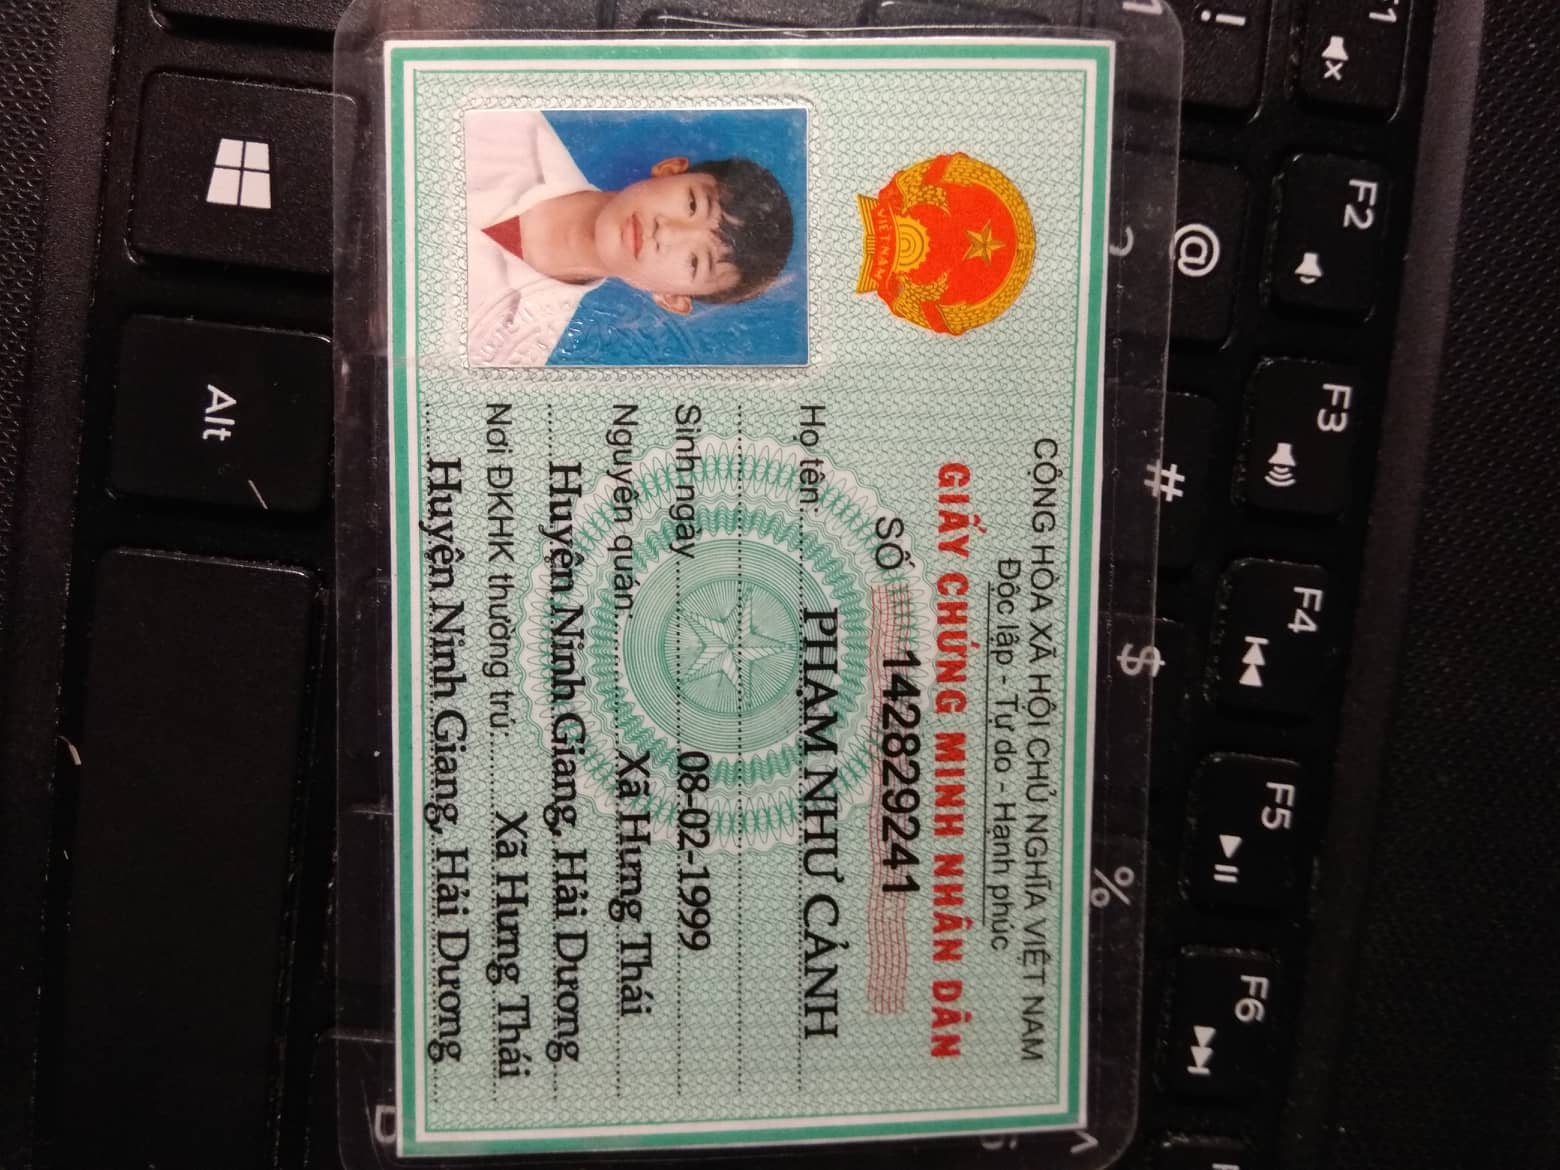 CỘNG HÒA XÃ HỘI CHỦ NGHĨA VIỆT NAM
Độc lập - Tự do - Hạnh phúc
GIẤY CHỨNG MINH NHÂN DÂN
SỐ 142829241
Họ tên: PHẠM NHƯ CẢNH
Sinh ngày 08-02-1999
Nguyên quán Xã Hưng Thái
Huyện Ninh Giang, Hải Dương
Nơi ĐKHK thường trú Xã Hưng Thái
Huyện Ninh Giang, Hải Dương
VIỆT NAM
F1
F2
F3
F4
F5
F6
!
@
#
$
%
Alt